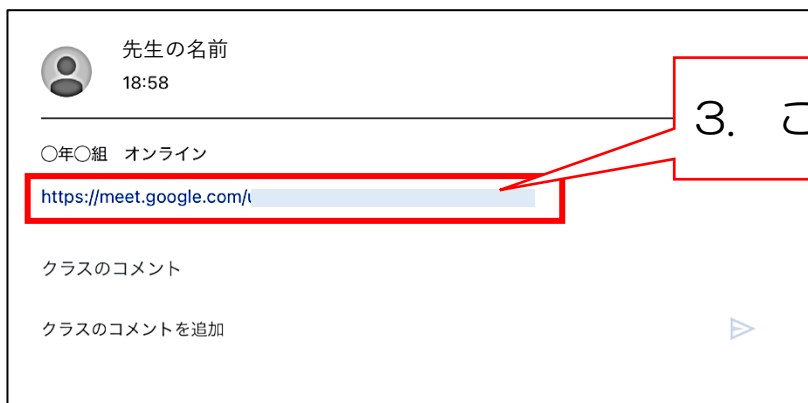 先生の名前
18:58
3. こ
〇年〇組 オンライン
https://meet.google.com/u
クラスのコメント
クラスのコメントを追加